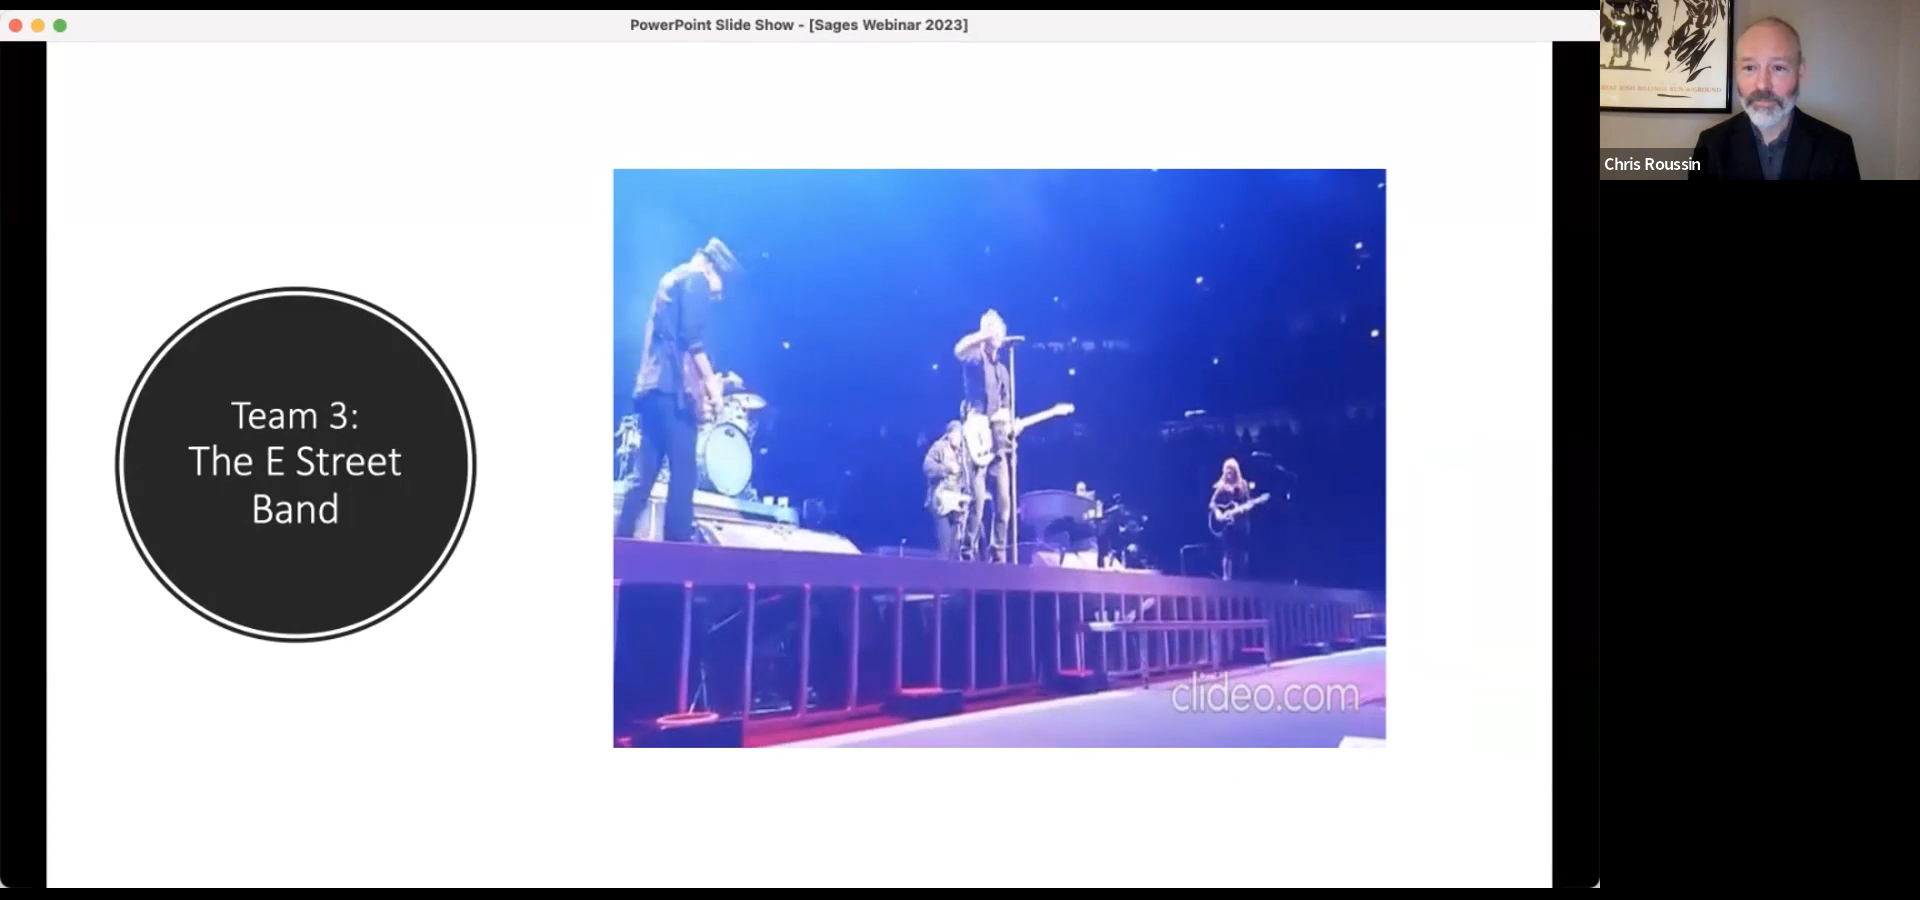 PowerPoint Slide Show - [Sages Webinar 2023]
Team 3:
The E Street
Band
clideo.com
Chris Roussin